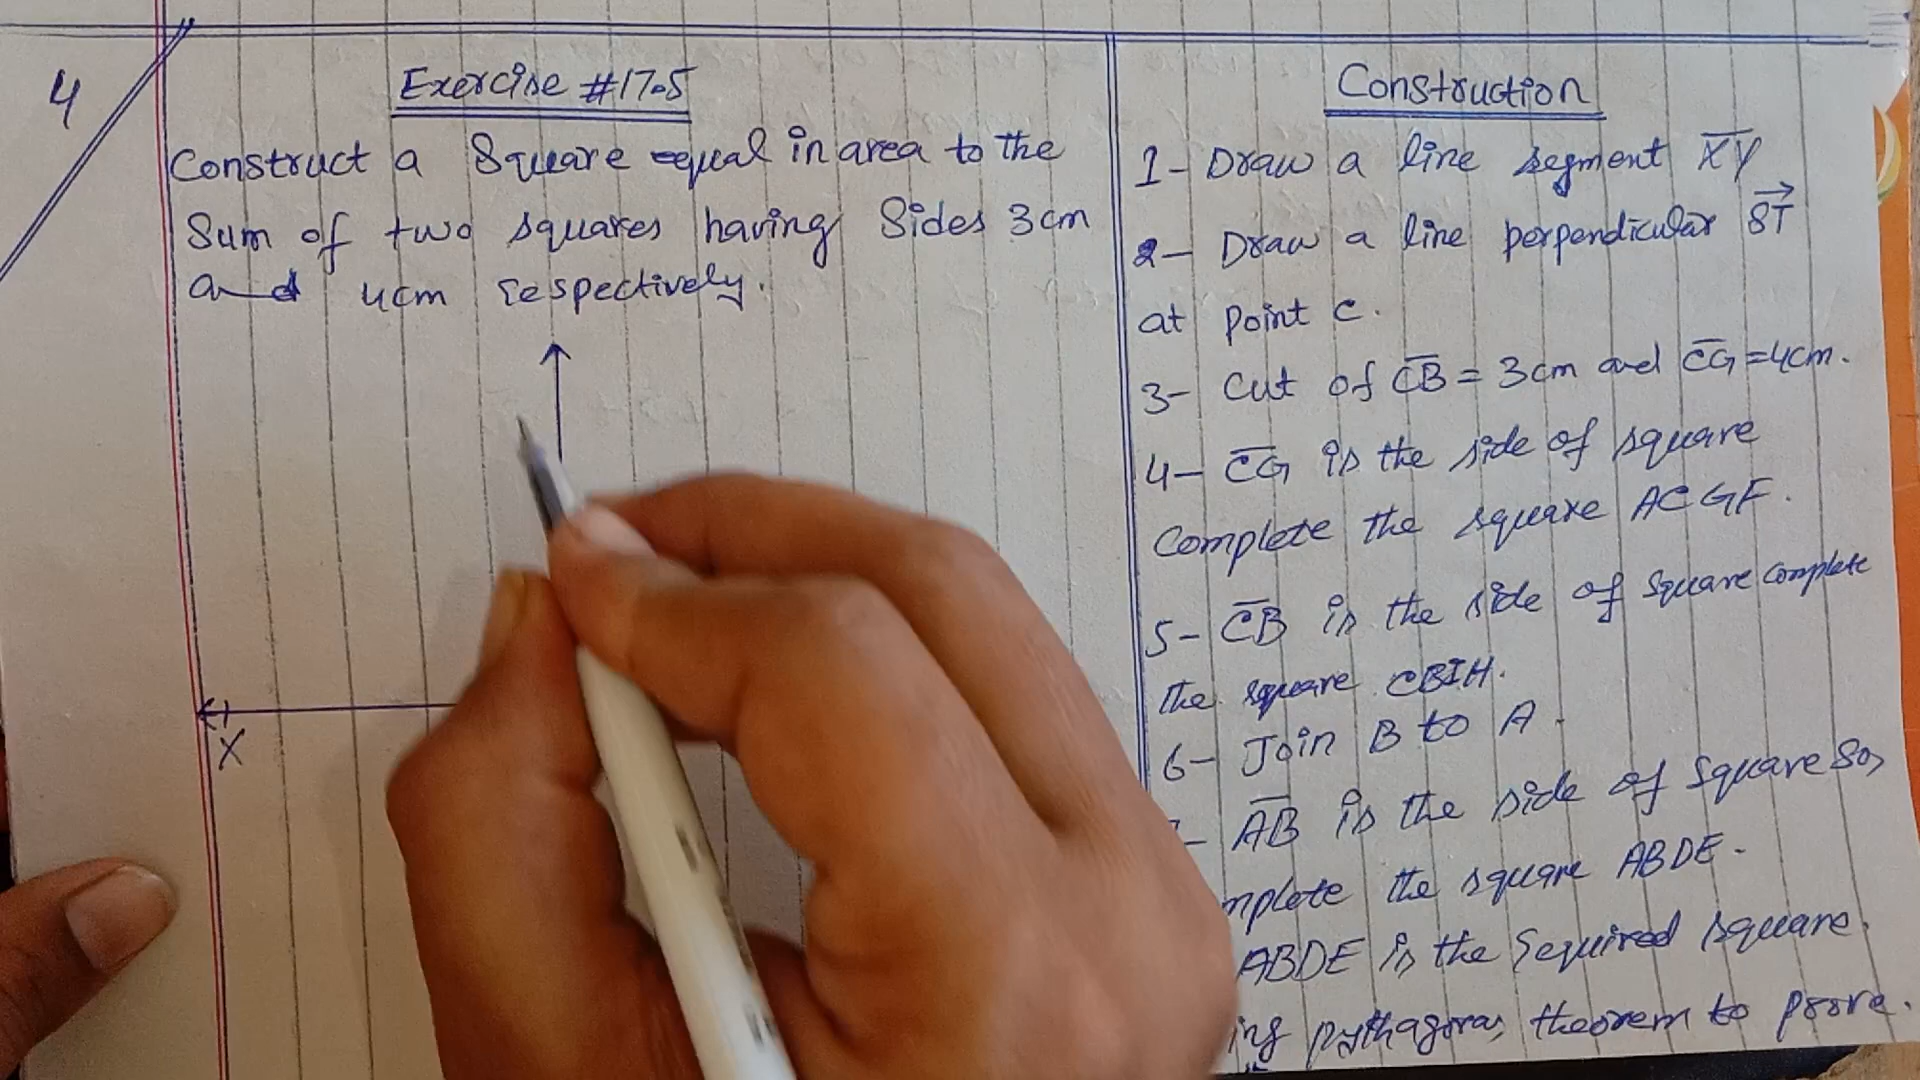 4
Exercise #17.5
Construct a Square equal in area to the
Sum of two squares having Sides 3cm
and 4cm respectively.
X
Construction
1- Draw a line segment XY
2- Draw a line perpendicular ST
at point C.
3- Cut of CB = 3cm and CG = 4cm.
4- CG is the side of square
Complete the square ACGF.
5- CB is the side of Square complete
the square CBIH.
6- Join B to A.
- AB is the side of Square So,
mplete the square ABDE.
ABDE is the required square.
ing pythagoras theorem to prove.